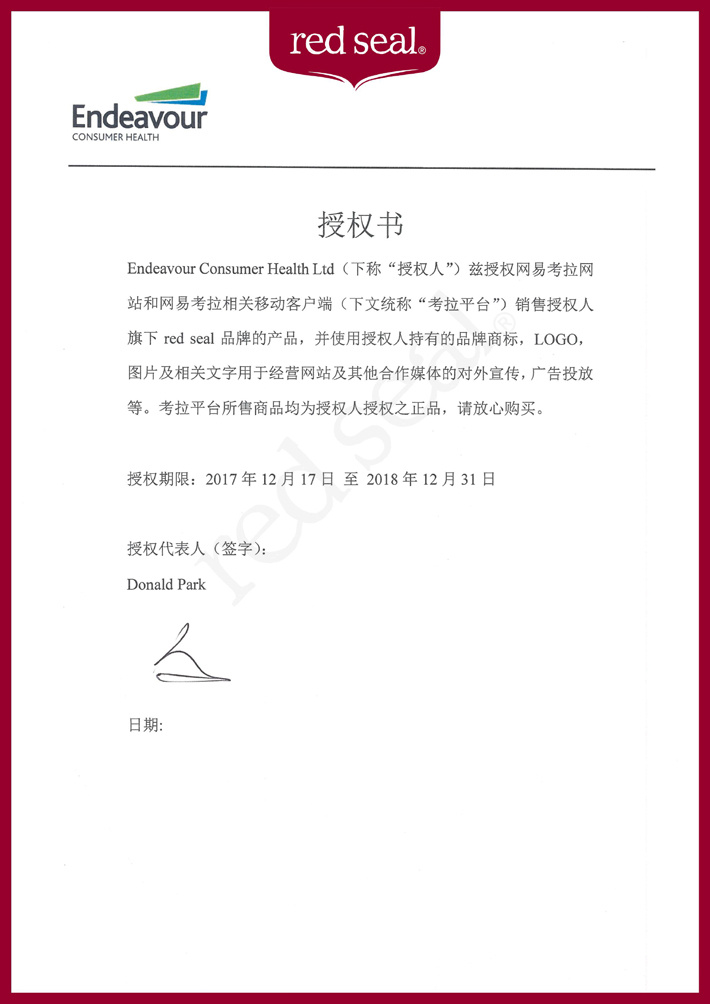 red seal®
Endeavour
CONSUMER HEALTH
授权书
Endeavour Consumer Health Ltd（下称“授权人”）兹授权网易考拉网
站和网易考拉相关移动客户端（下文统称“考拉平台”）销售授权人
旗下 red seal 品牌的产品，并使用授权人持有的品牌商标，LOGO，
图片及相关文字用于经营网站及其他合作媒体的对外宣传，广告投放
等。考拉平台所售商品均为授权人授权之正品，请放心购买。
授权期限：2017 年 12 月 17 日 至 2018 年 12 月 31 日
授权代表人（签字）：
Donald Park
日期:
red seal®